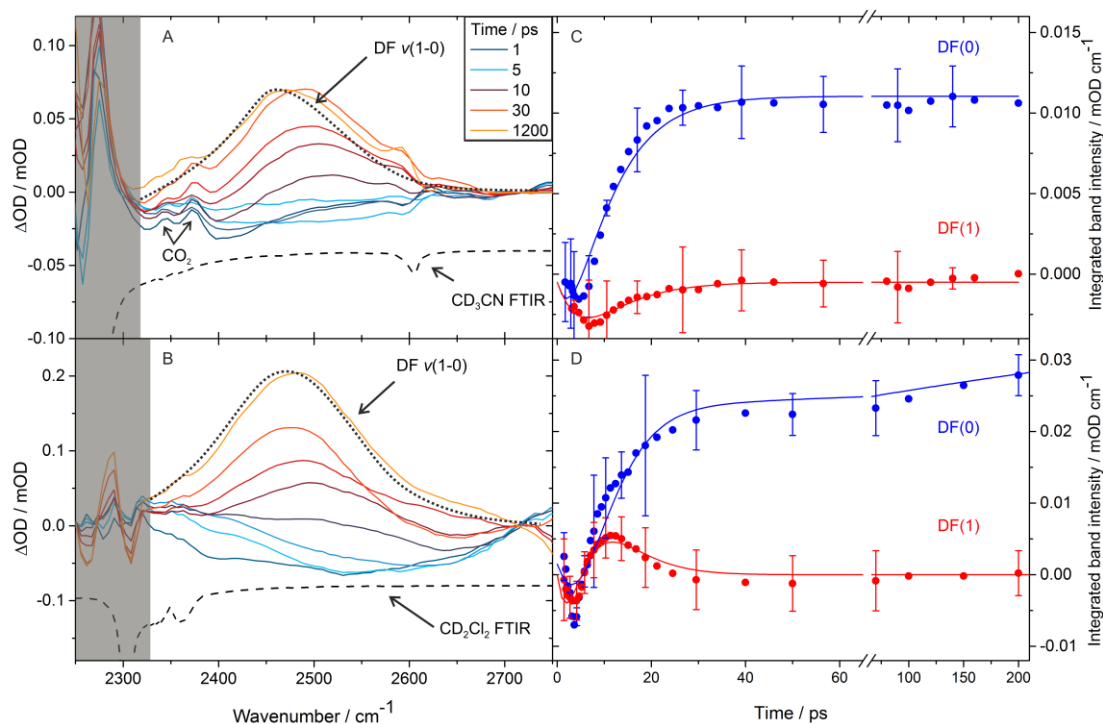 A
Time / ps
1
5
10
30
1200
DF v(1-0)
CO2
CD3CN FTIR
0.10
0.05
0.00
-0.05
-0.10
ΔOD / mOD
B
DF v(1-0)
CD2Cl2 FTIR
0.2
0.1
0.0
-0.1
ΔOD / mOD
2300
2400
2500
2600
2700
Wavenumber / cm-1
C
DF(0)
DF(1)
0.015
0.010
0.005
0.000
Integrated band intensity / mOD cm-1
D
DF(0)
DF(1)
0.03
0.02
0.01
0.00
-0.01
Integrated band intensity / mOD cm-1
0
20
40
60
100
150
200
Time / ps